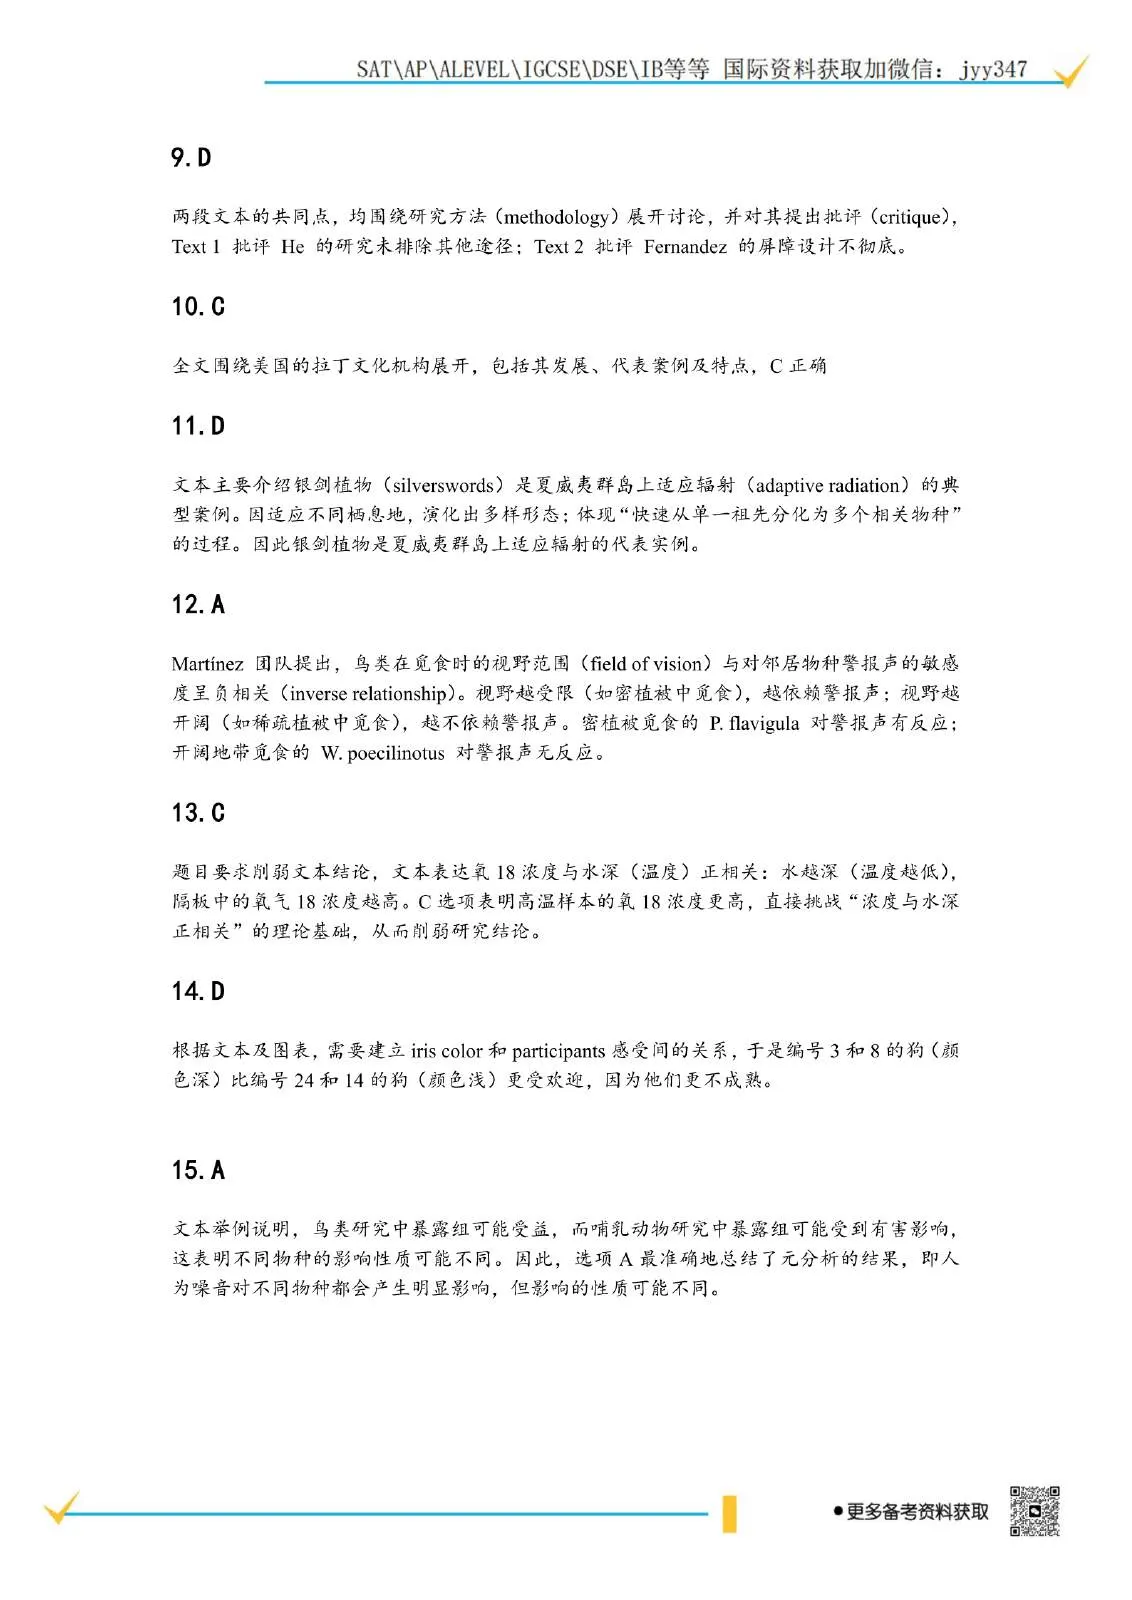 SAT\AP\ALEVEL\IGCSE\DSE\IB等等 国际资料获取加微信：jyy347
9. D
两段文本的共同点，均围绕研究方法（methodology）展开讨论，并对其提出批评（critique），
Text 1 批评 He 的研究未排除其他途径；Text 2 批评 Fernandez 的屏障设计不彻底。
10. C
全文围绕美国的拉丁文化机构展开，包括其发展、代表案例及特点，C 正确
11. D
文本主要介绍银剑植物（silverswords）是夏威夷群岛上适应辐射（adaptive radiation）的典
型案例。因适应不同栖息地，演化出多样形态；体现“快速从单一祖先分化为多个相关物种”
的过程。因此银剑植物是夏威夷群岛上适应辐射的代表实例。
12. A
Martínez 团队提出，鸟类在觅食时的视野范围（field of vision）与对邻居物种警报声的敏感
度呈负相关（inverse relationship）。视野越受限（如密植被中觅食），越依赖警报声；视野越
开阔（如稀疏植被中觅食），越不依赖警报声。密植被觅食的 P. flavigula 对警报声有反应；
开阔地带觅食的 W. poecilinotus 对警报声无反应。
13. C
题目要求削弱文本结论，文本表达氧 18 浓度与水深（温度）正相关：水越深（温度越低），
隔板中的氧气 18 浓度越高。C 选项表明高温样本的氧 18 浓度更高，直接挑战“浓度与水深
正相关”的理论基础，从而削弱研究结论。
14. D
根据文本及图表，需要建立 iris color 和 participants 感受间的关系，于是编号 3 和 8 的狗（颜
色深）比编号 24 和 14 的狗（颜色浅）更受欢迎，因为他们更不成熟。
15. A
文本举例说明，鸟类研究中暴露组可能受益，而哺乳动物研究中暴露组可能受到有害影响，
这表明不同物种的影响性质可能不同。因此，选项 A 最准确地总结了元分析的结果，即人
为噪音对不同物种都会产生明显影响，但影响的性质可能不同。
●更多备考资料获取